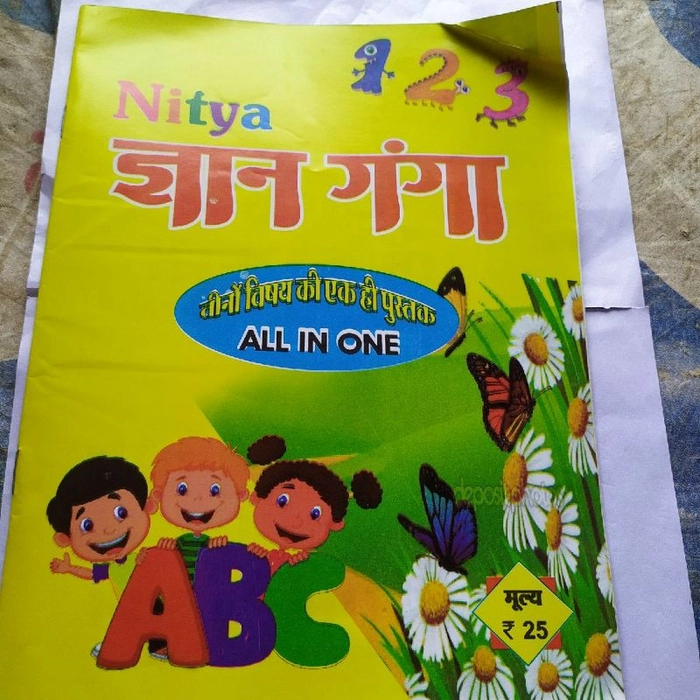 1 2 3
Nitya
ज्ञान गंगा
तीनों विषय की एक ही पुस्तक
ALL IN ONE
ABC
मूल्य
₹ 25